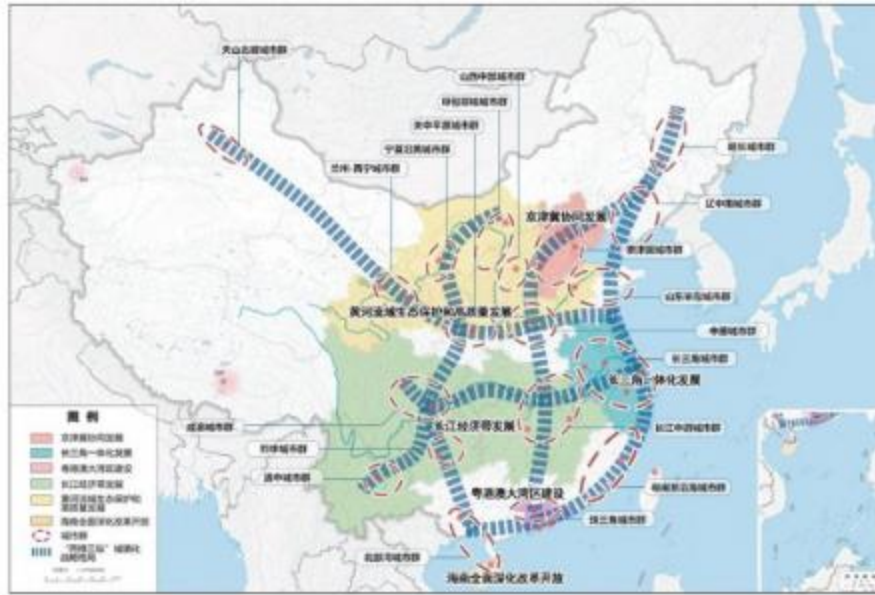 天山北坡城市群
山西中部城市群
呼包鄂榆城市群
关中平原城市群
宁夏沿黄城市群
兰州-西宁城市群
哈长城市群
辽中南城市群
京津冀协同发展
京津冀城市群
山东半岛城市群
黄河流域生态保护和高质量发展
中原城市群
长三角城市群
长三角一体化发展
成渝城市群
长江经济带发展
长江中游城市群
黔中城市群
滇中城市群
粤港澳大湾区建设
珠三角城市群
北部湾城市群
海南全面深化改革开放
图 例
京津冀协同发展
长三角一体化发展
粤港澳大湾区建设
长江经济带发展
黄河流域生态保护和
高质量发展
海南全面深化改革开放
城市群
“两横三纵”城镇化
战略格局